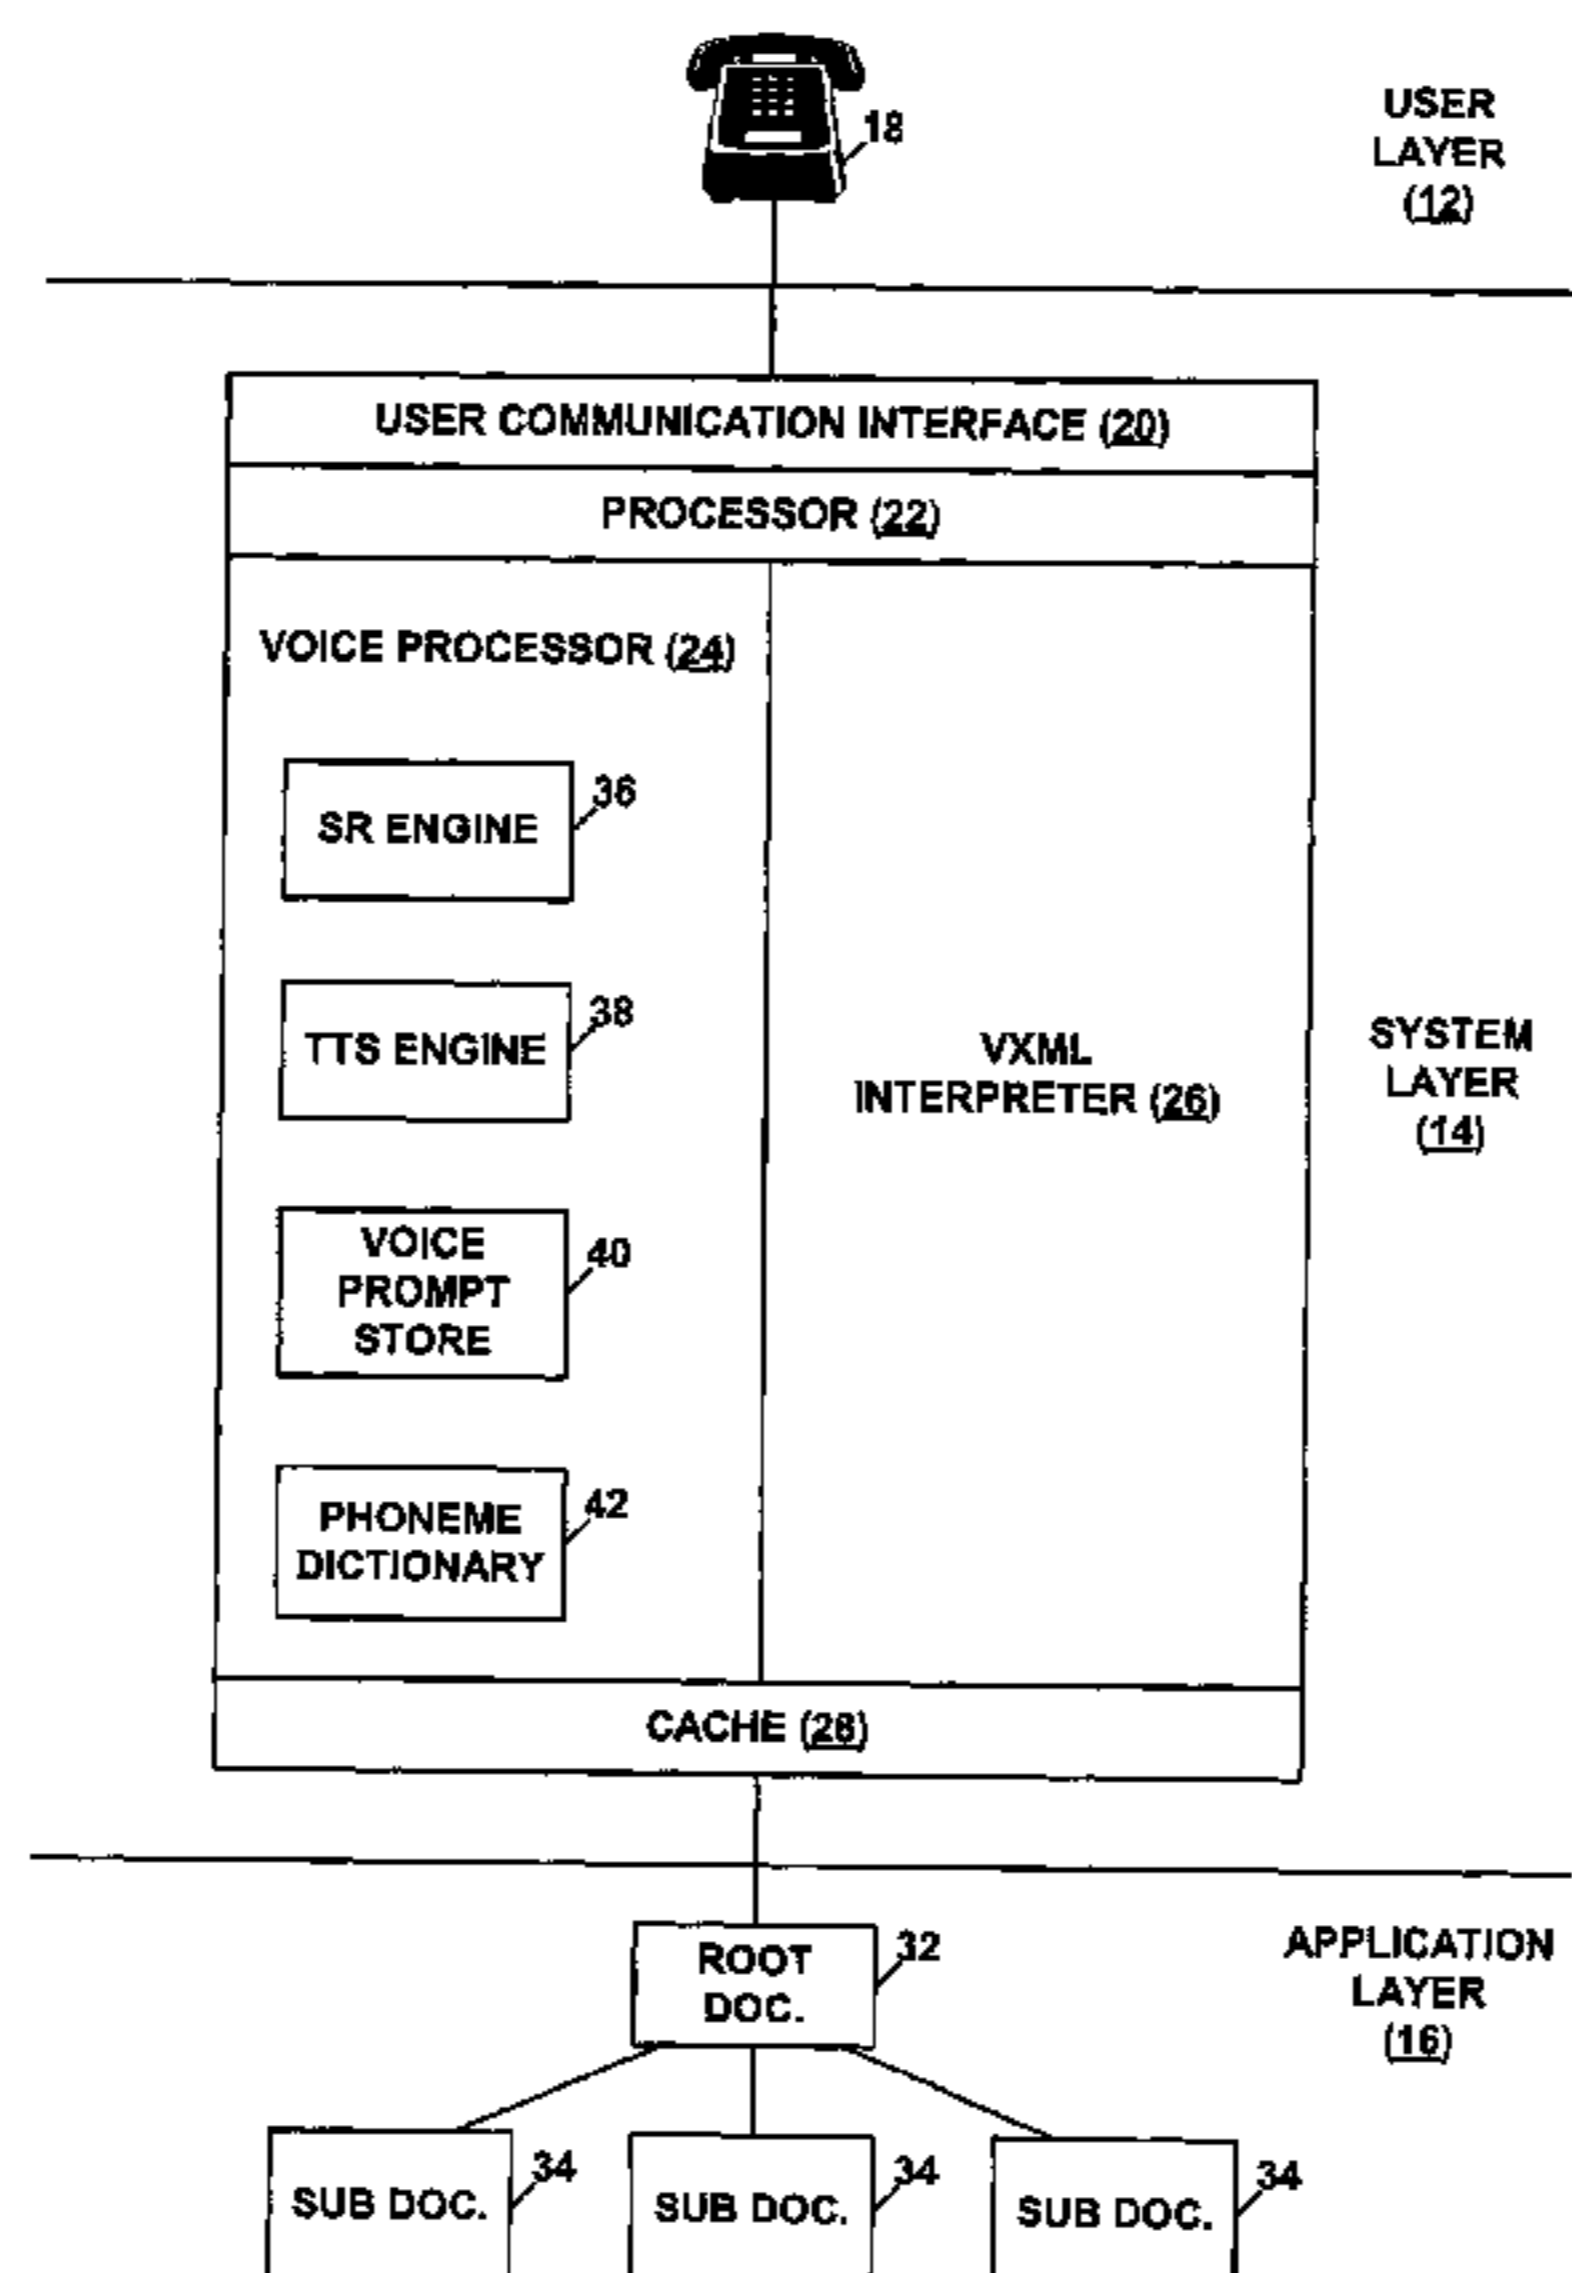 18
USER
LAYER
(12)
USER COMMUNICATION INTERFACE (20)
PROCESSOR (22)
VOICE PROCESSOR (24)
SR ENGINE
36
TTS ENGINE
38
VOICE
PROMPT
STORE
40
PHONEME
DICTIONARY
42
VXML
INTERPRETER (26)
SYSTEM
LAYER
(14)
CACHE (28)
ROOT
DOC.
32
APPLICATION
LAYER
(16)
SUB DOC.
34
SUB DOC.
34
SUB DOC.
34